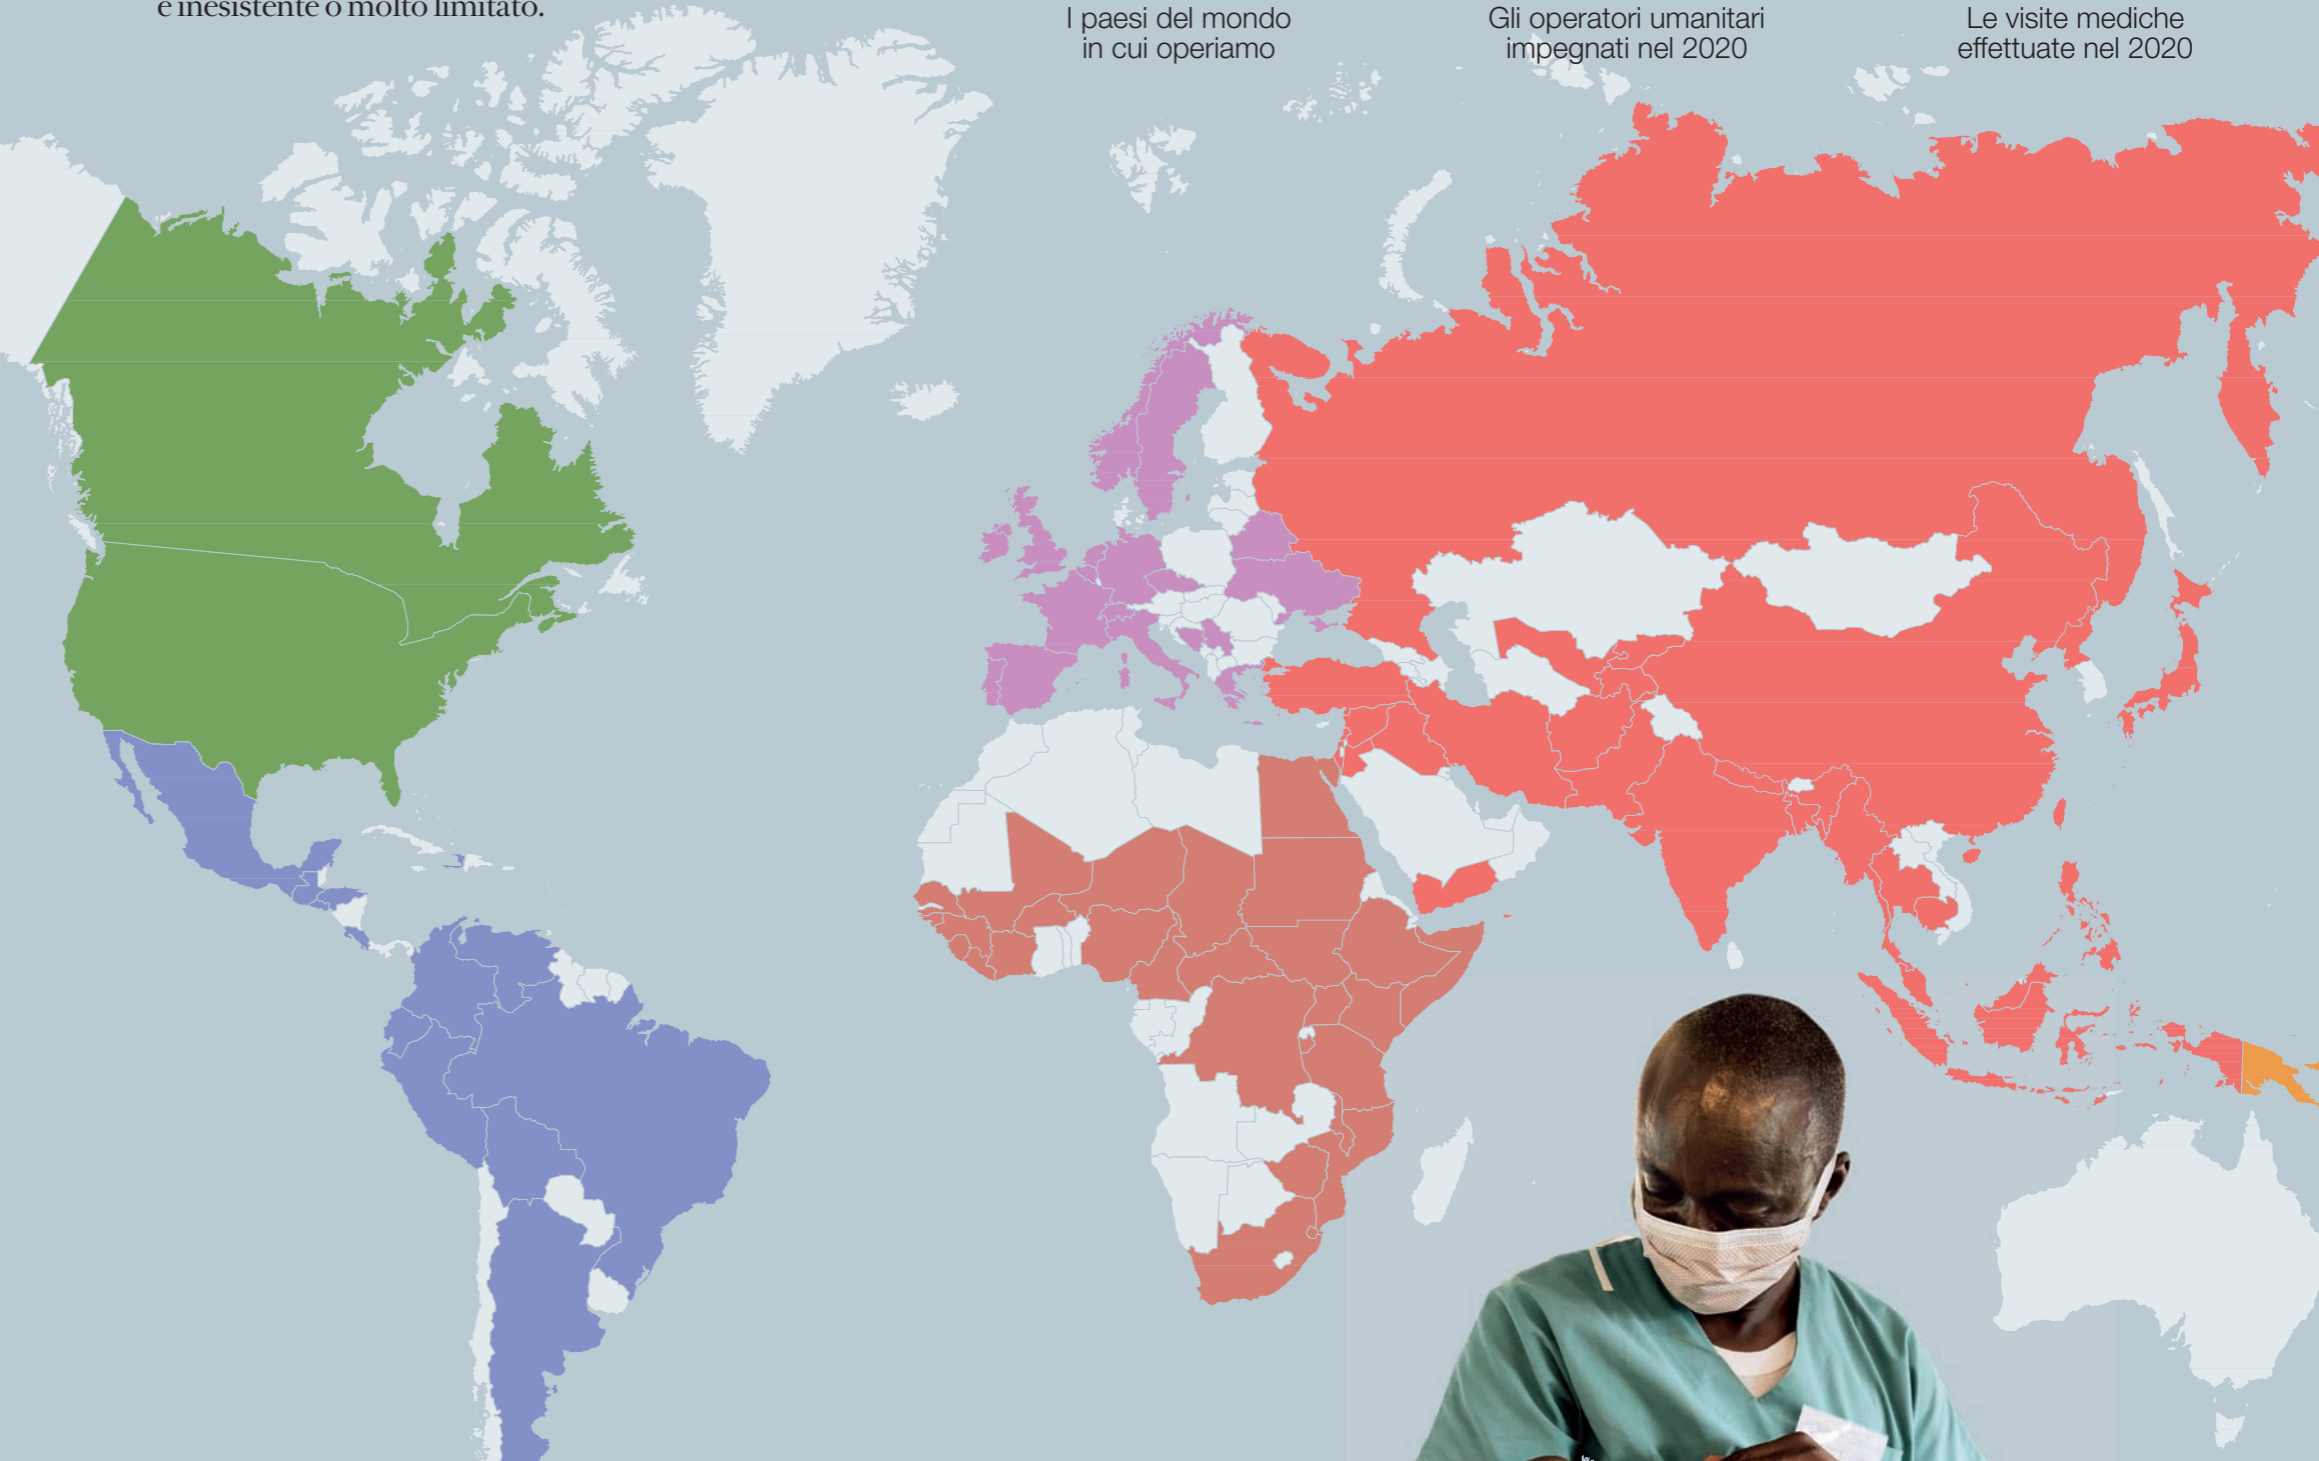 è inesistente o molto limitato.
I paesi del mondo
in cui operiamo
Gli operatori umanitari
impegnati nel 2020
Le visite mediche
effettuate nel 2020